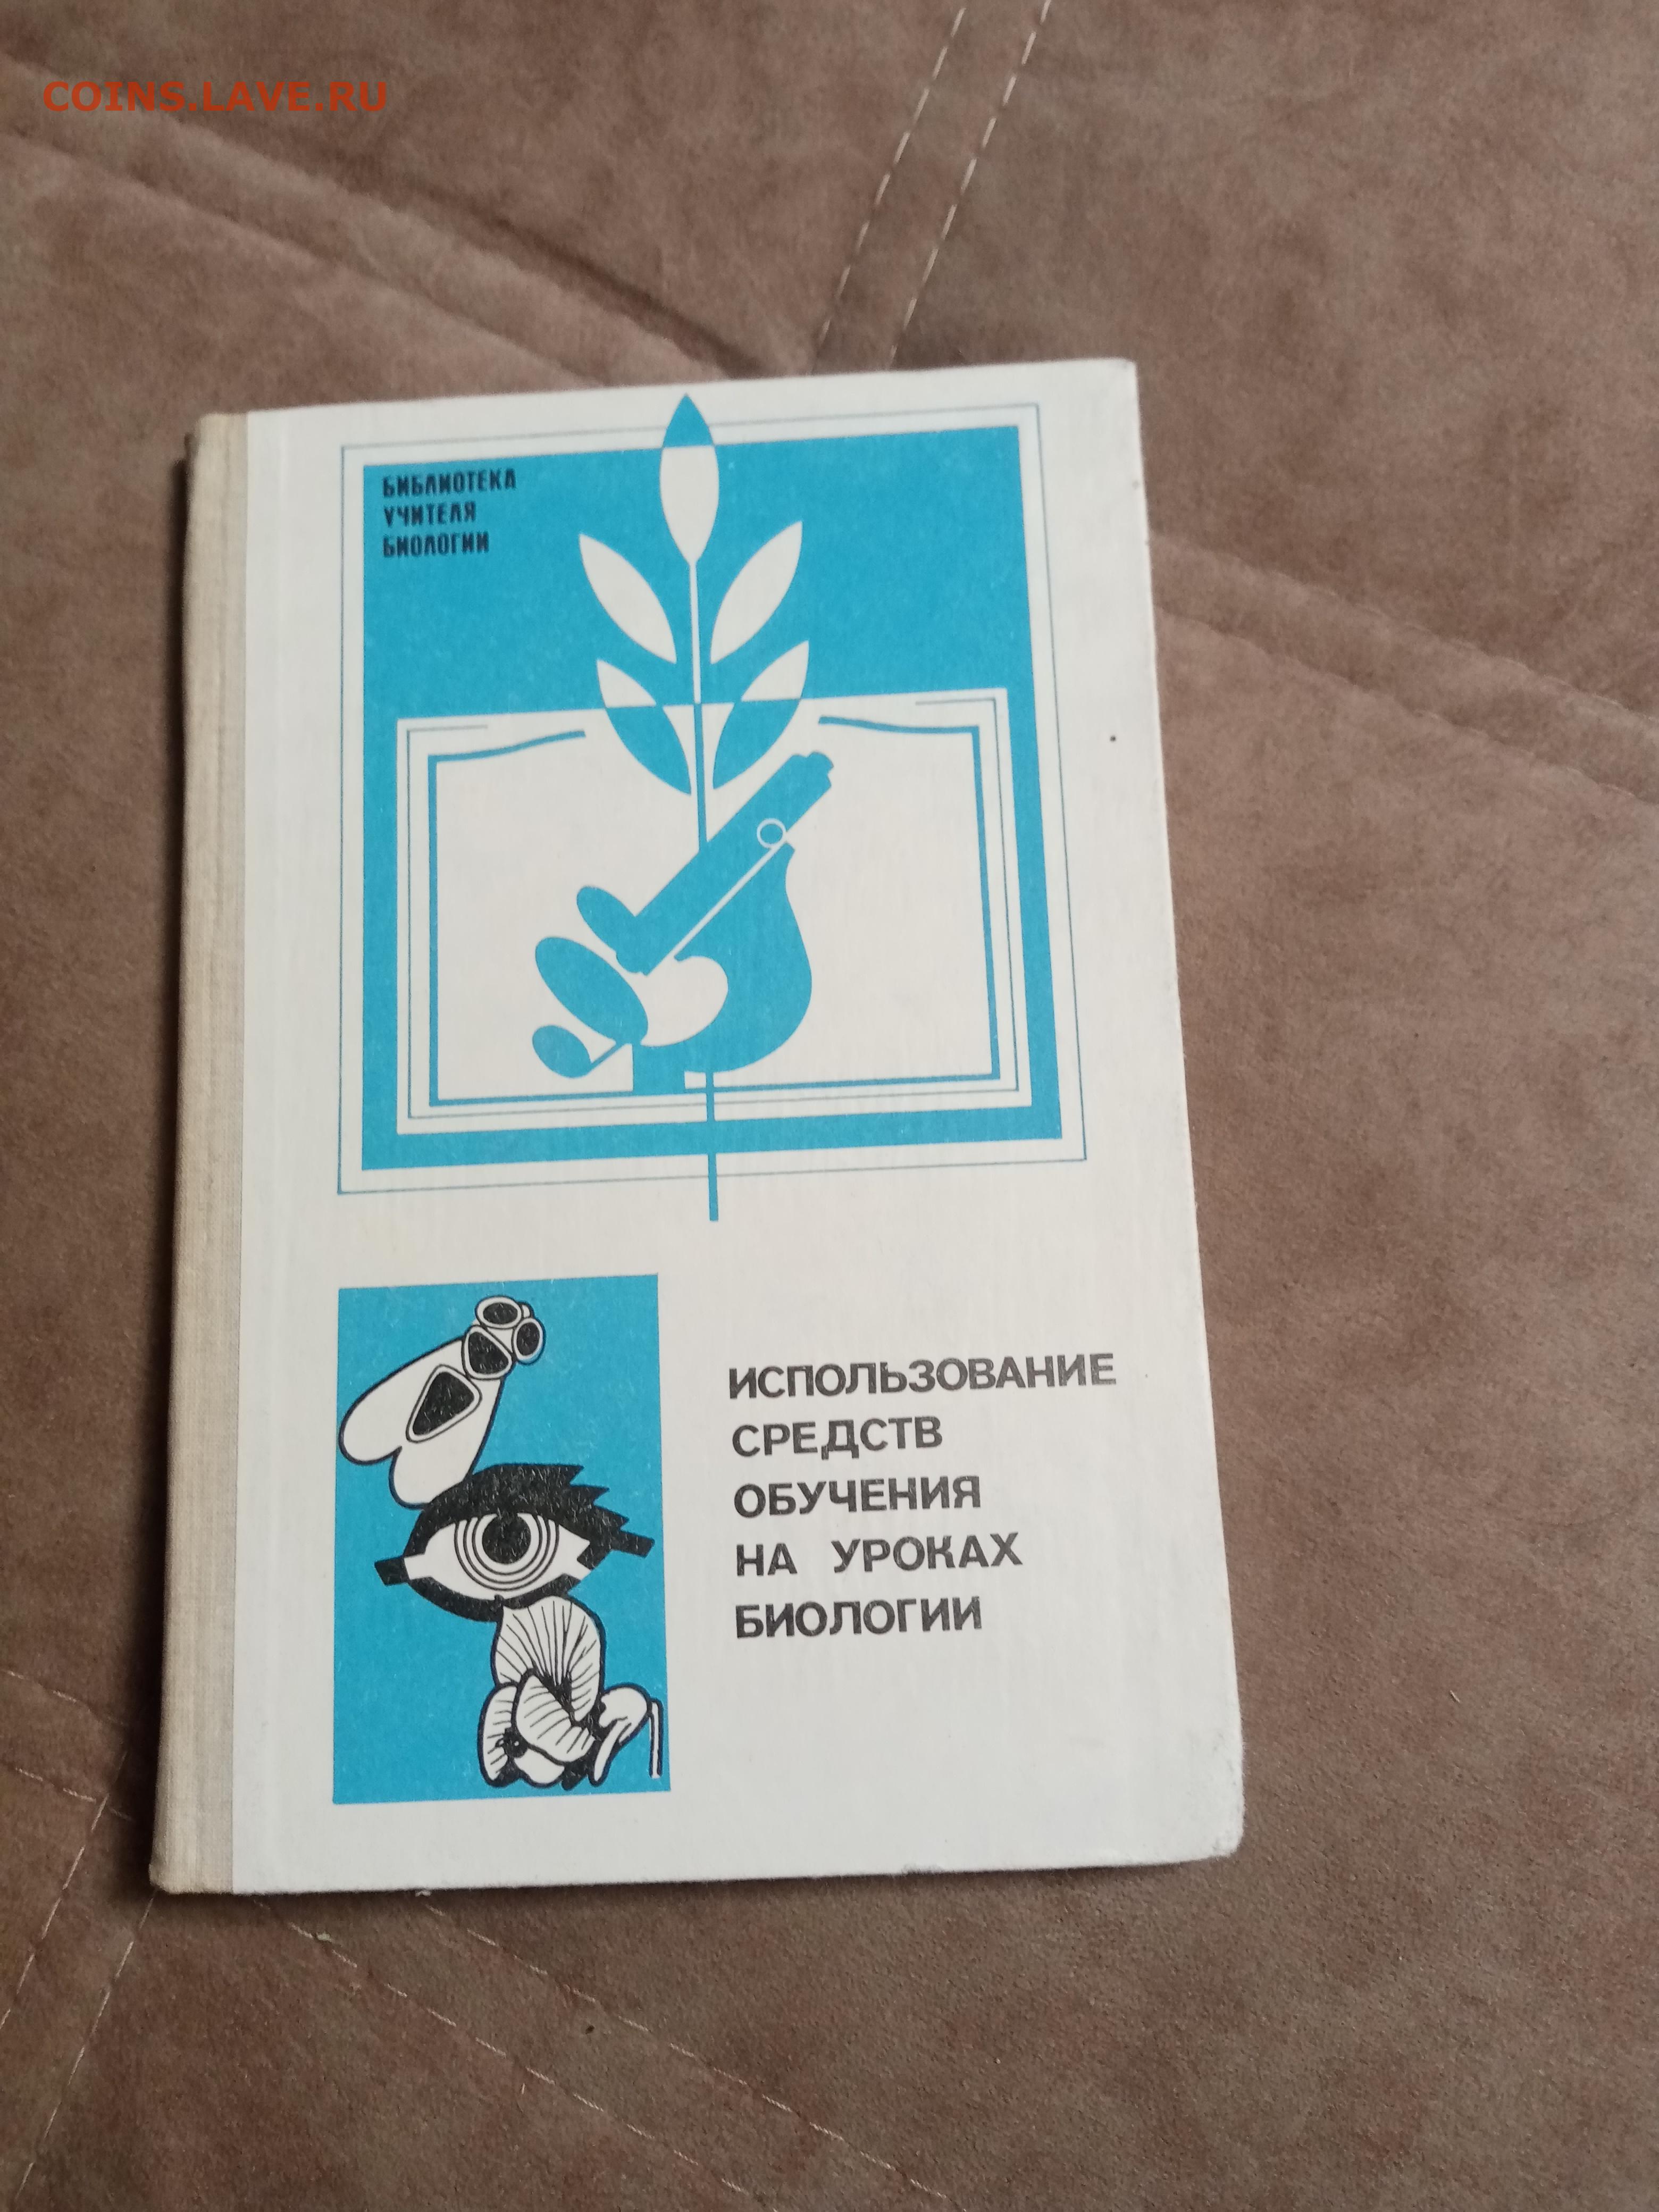 COINS.LAVE.RU
БИБЛИОТЕКА
УЧИТЕЛЯ
БИОЛОГИИ
ИСПОЛЬЗОВАНИЕ
СРЕДСТВ
ОБУЧЕНИЯ
НА УРОКАХ
БИОЛОГИИ